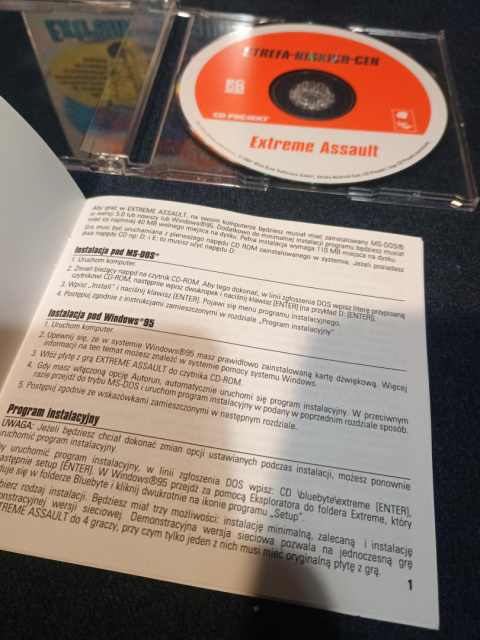 STREFA-NISKICH-CEN
PC
CD PROJEKT
Extreme Assault
Aby grać w EXTREME ASSAULT, na swoim komputerze będziesz musiał mieć zainstalowany MS-DOS®
w wersji 5.0 lub nowszy lub Windows®95. Dodatkowo do minimalnej instalacji programu będziesz musiał
mieć co najmniej 40 MB wolnego miejsca na dysku. Pełna instalacja wymaga 110 MB miejsca na dysku.
Gra musi być uruchamiana z pierwszego napędu CD ROM zainstalowanego w systemie. Jeżeli posiadasz
dwa napędy CD np: D: i E: to musisz użyć napędu D:
Instalacja pod MS-DOS®
1. Uruchom komputer.
2. Zmień bieżący napęd na czytnik CD-ROM. Aby tego dokonać, w linii zgłoszenia DOS wpisz literę przypisaną
czytnikowi CD-ROM, następnie wpisz dwukropek i naciśnij klawisz [ENTER] (na przykład D: [ENTER]).
3. Wpisz „Install" i naciśnij klawisz [ENTER]. Pojawi się menu programu instalacyjnego.
4. Postępuj zgodnie z instrukcjami zamieszczonymi w rozdziale „Program instalacyjny"
Instalacja pod Windows®95
1. Uruchom komputer.
2. Upewnij się, że w systemie Windows®95 masz prawidłowo zainstalowaną kartę dźwiękową. Więcej
informacji na ten temat możesz znaleźć w systemie pomocy systemu Windows.
3. Włóż płytę z grą EXTREME ASSAULT do czytnika CD-ROM.
4. Gdy masz włączoną opcję Autorun, automatycznie uruchomi się program instalacyjny. W przeciwnym
razie przejdź do trybu MS-DOS i uruchom program instalacyjny w podany w poprzednim rozdziale sposób.
5. Postępuj zgodnie ze wskazówkami zamieszczonymi w następnym rozdziale.
Program instalacyjny
UWAGA: Jeżeli będziesz chciał dokonać zmian opcji ustawianych podczas instalacji, możesz ponownie
uruchomić program instalacyjny.
by uruchomić program instalacyjny, w linii zgłoszenia DOS wpisz: CD \bluebyte\extreme [ENTER],
astępnie setup [ENTER]. W Windows®95 przejdź za pomocą Eksploratora do foldera Extreme, który
duje się w folderze Bluebyte i kliknij dwukrotnie na ikonie programu „Setup".
bierz rodzaj instalacji. Będziesz miał trzy możliwości: instalację minimalną, zalecaną i instalację
monstracyjnej wersji sieciowej. Demonstracyjna wersja sieciowa pozwala na jednoczesną grę
TREME ASSAULT do 4 graczy, przy czym tylko jeden z nich musi mieć oryginalną płytę z grą.
1